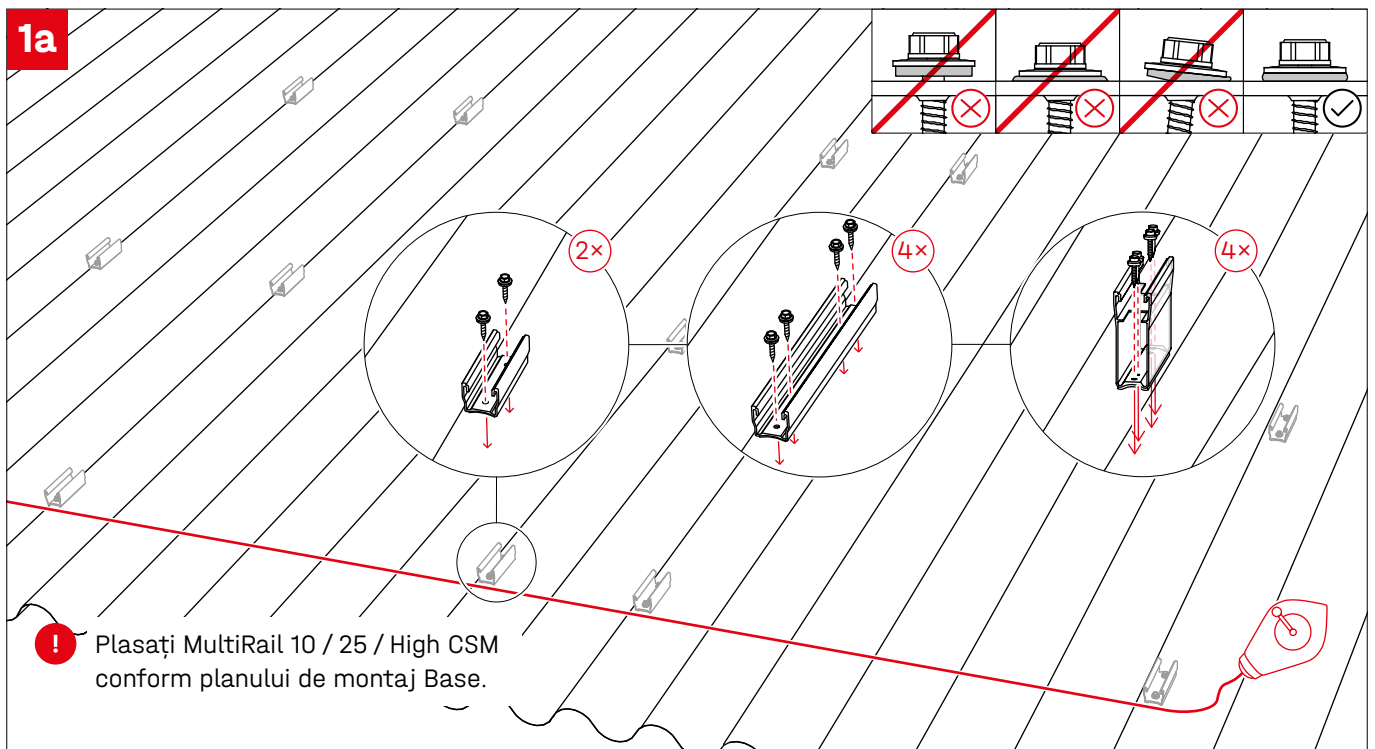 1a
2×
4×
4×
!
Plasați MultiRail 10 / 25 / High CSM
conform planului de montaj Base.